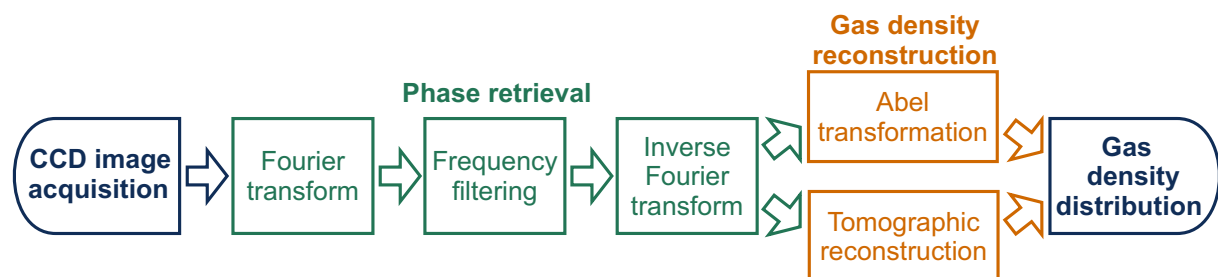 Gas density
reconstruction
Phase retrieval
CCD image
acquisition
Fourier
transform
Frequency
filtering
Inverse
Fourier
transform
Abel
transformation
Tomographic
reconstruction
Gas
density
distribution